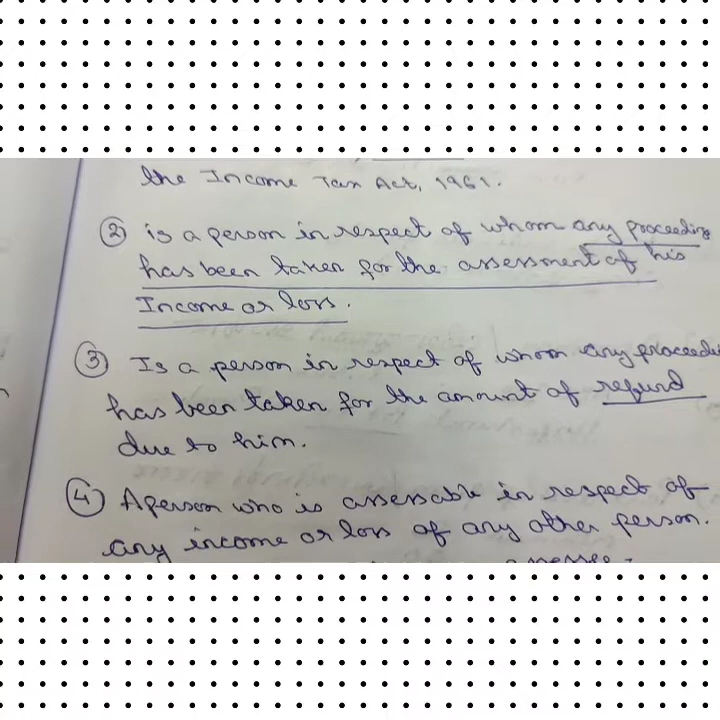 the Income Tax Act, 1961.
② is a person in respect of whom any proceeding
has been taken for the assessment of his
Income or loss.
③ Is a person in respect of whom any proceedi
has been taken for the amount of refund
due to him.
④ A person who is assessable in respect of
any income or loss of any other person.
assessee